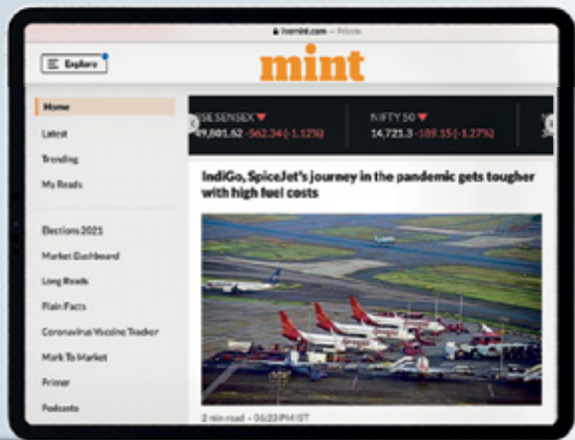 livemint.com — Private
Explore
mint
Home
Latest
Trending
My Reads
Elections 2021
Market Dashboard
Long Reads
Plain Facts
Coronavirus Vaccine Tracker
Mark To Market
Primer
Podcasts
SE SENSEX▼
49,801.62 -562.34 (-1.12%)
NIFTY 50▼
14,721.3 -189.15 (-1.27%)
IndiGo, SpiceJet's journey in the pandemic gets tougher
with high fuel costs
2 min read - 06:23 PM IST